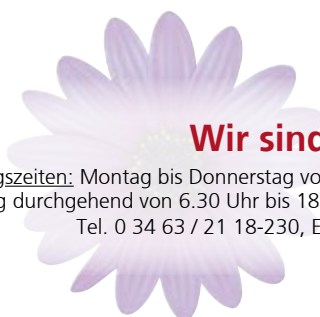 Wir sind
gszeiten: Montag bis Donnerstag vo
g durchgehend von 6.30 Uhr bis 18
Tel. 0 34 63 / 21 18-230, E